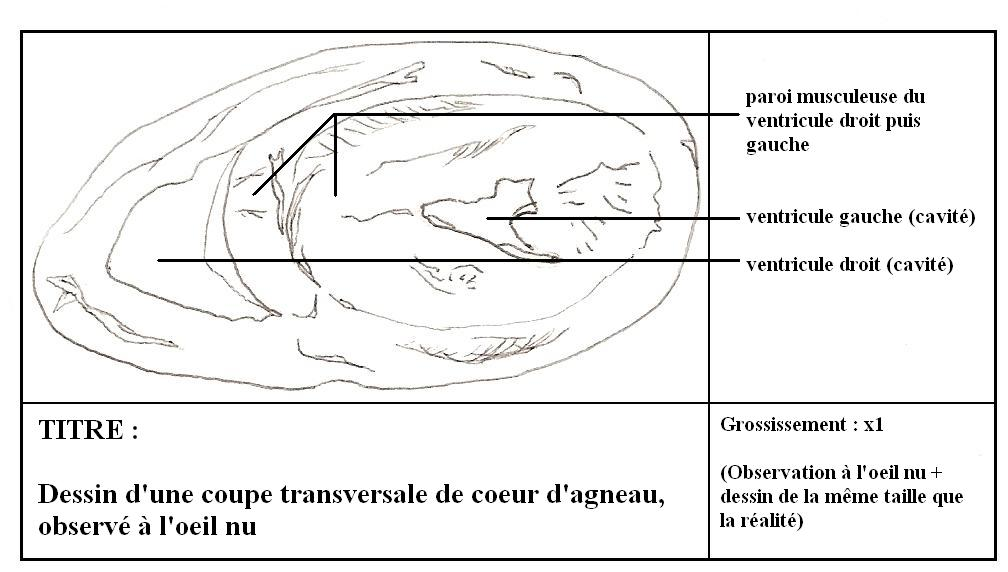 paroi musculeuse du
ventricule droit puis
gauche
ventricule gauche (cavité)
ventricule droit (cavité)
TITRE :
Dessin d'une coupe transversale de coeur d'agneau,
observé à l'oeil nu
Grossissement : x1
(Observation à l'oeil nu +
dessin de la même taille que
la réalité)